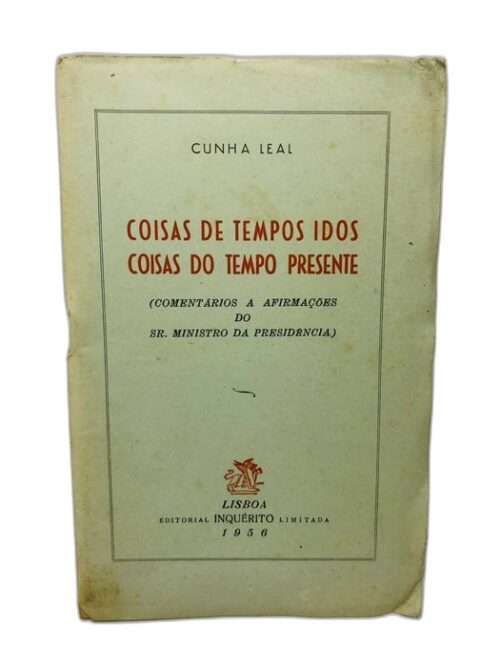 CUNHA LEAL
COISAS DE TEMPOS IDOS
COISAS DO TEMPO PRESENTE
(COMENTÁRIOS A AFIRMAÇÕES
DO
SR. MINISTRO DA PRESIDÊNCIA)
LISBOA
EDITORIAL INQUÉRITO LIMITADA
1956